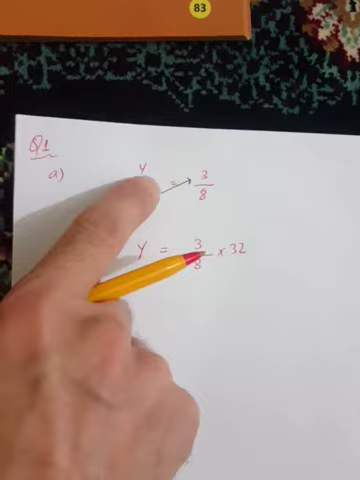 83
Q1
a) y = 3/8
y = 3/8 × 32